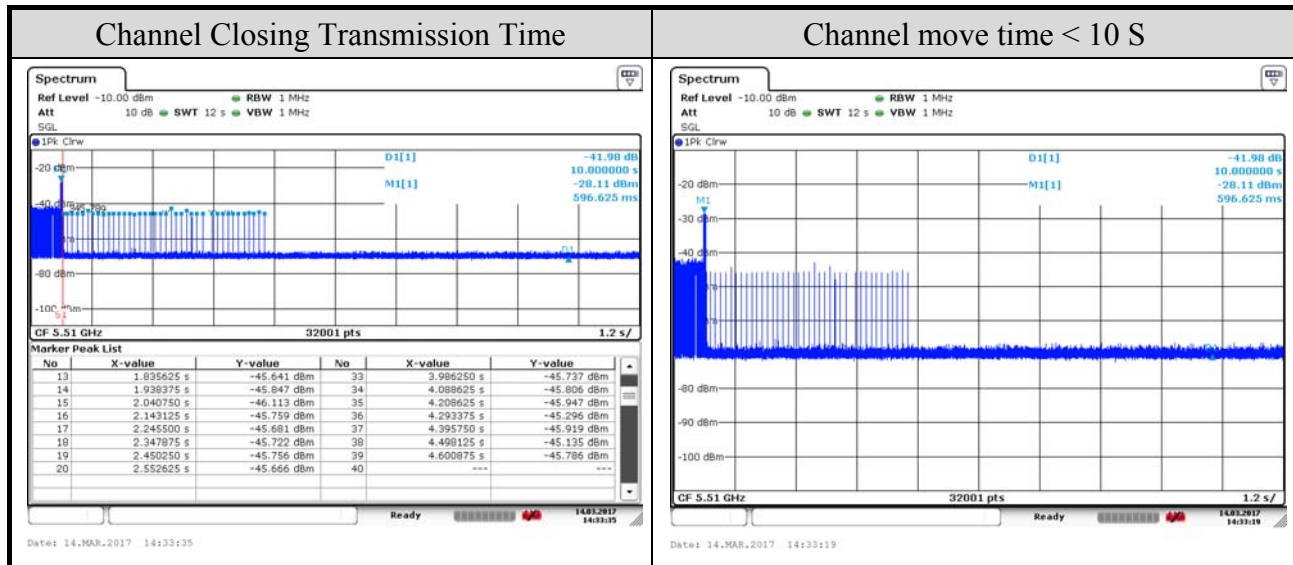 Channel Closing Transmission Time
Channel move time < 10 S
Spectrum
Ref Level -10.00 dBm RBW 1 MHz
Att 10 dB SWT 12 s VBW 1 MHz
SGL
1Pk Clrw
D1[1] -41.98 dB
10.000000 s
M1[1] -28.11 dBm
596.625 ms
-20 dBm
-40 dBm
-80 dBm
-100 dBm
S1
D1
CF 5.51 GHz 32001 pts 1.2 s/
Marker Peak List
No X-value Y-value No X-value Y-value
13 1.835625 s -45.641 dBm 33 3.986250 s -45.737 dBm
14 1.938375 s -45.847 dBm 34 4.088625 s -45.806 dBm
15 2.040750 s -46.113 dBm 35 4.208625 s -45.947 dBm
16 2.143125 s -45.759 dBm 36 4.293375 s -45.296 dBm
17 2.245500 s -45.681 dBm 37 4.395750 s -45.919 dBm
18 2.347875 s -45.722 dBm 38 4.498125 s -45.135 dBm
19 2.450250 s -45.756 dBm 39 4.600875 s -45.786 dBm
20 2.552625 s -45.666 dBm 40 --- ---
Ready 14.03.2017
14:33:35
Date: 14.MAR.2017 14:33:35
Spectrum
Ref Level -10.00 dBm RBW 1 MHz
Att 10 dB SWT 12 s VBW 1 MHz
SGL
1Pk Clrw
D1[1] -41.98 dB
10.000000 s
M1[1] -28.11 dBm
596.625 ms
-20 dBm
M1
-30 dBm
-40 dBm
-80 dBm
-90 dBm
-100 dBm
CF 5.51 GHz 32001 pts 1.2 s/
Ready 14.03.2017
14:33:19
Date: 14.MAR.2017 14:33:19